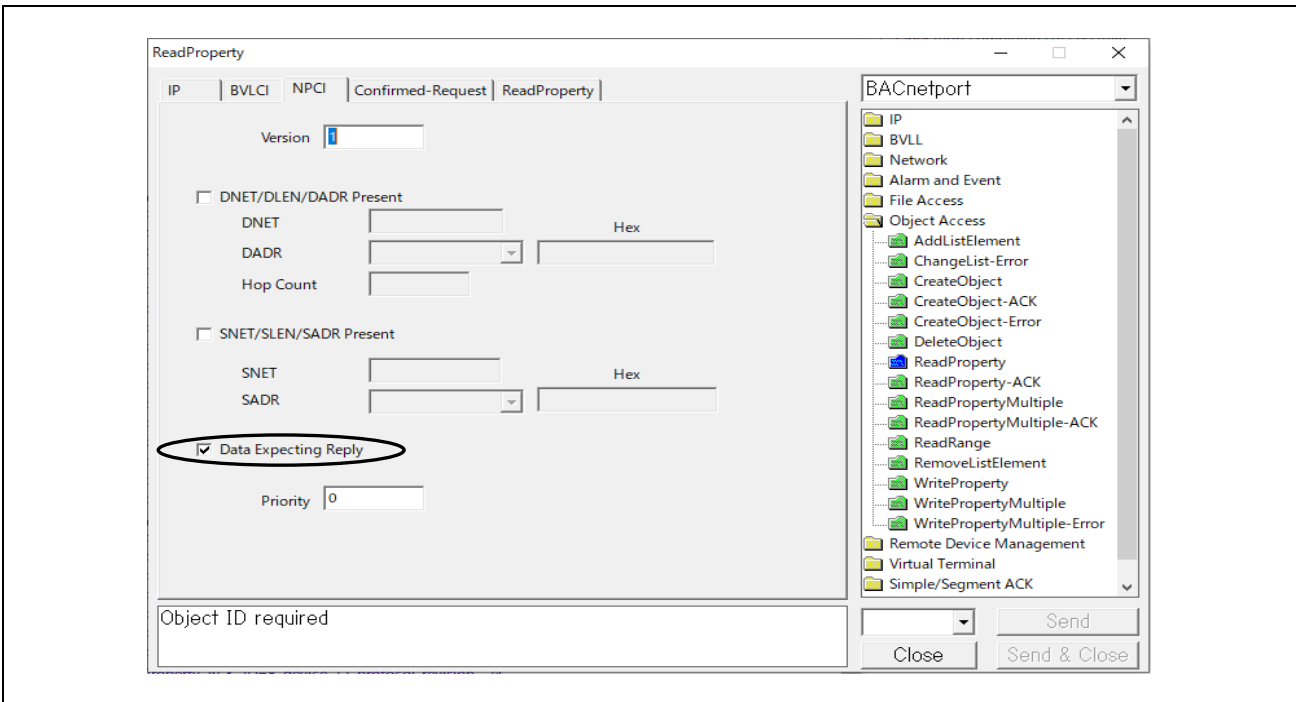 ReadProperty
IP BVLCI NPCI Confirmed-Request ReadProperty
Version 1
DNET/DLEN/DADR Present
DNET
Hex
DADR
Hop Count
SNET/SLEN/SADR Present
SNET
Hex
SADR
Data Expecting Reply
Priority 0
Object ID required
BACnetport
IP
BVLL
Network
Alarm and Event
File Access
Object Access
AddListElement
ChangeList-Error
CreateObject
CreateObject-ACK
CreateObject-Error
DeleteObject
ReadProperty
ReadProperty-ACK
ReadPropertyMultiple
ReadPropertyMultiple-ACK
ReadRange
RemoveListElement
WriteProperty
WritePropertyMultiple
WritePropertyMultiple-Error
Remote Device Management
Virtual Terminal
Simple/Segment ACK
Send
Close Send & Close